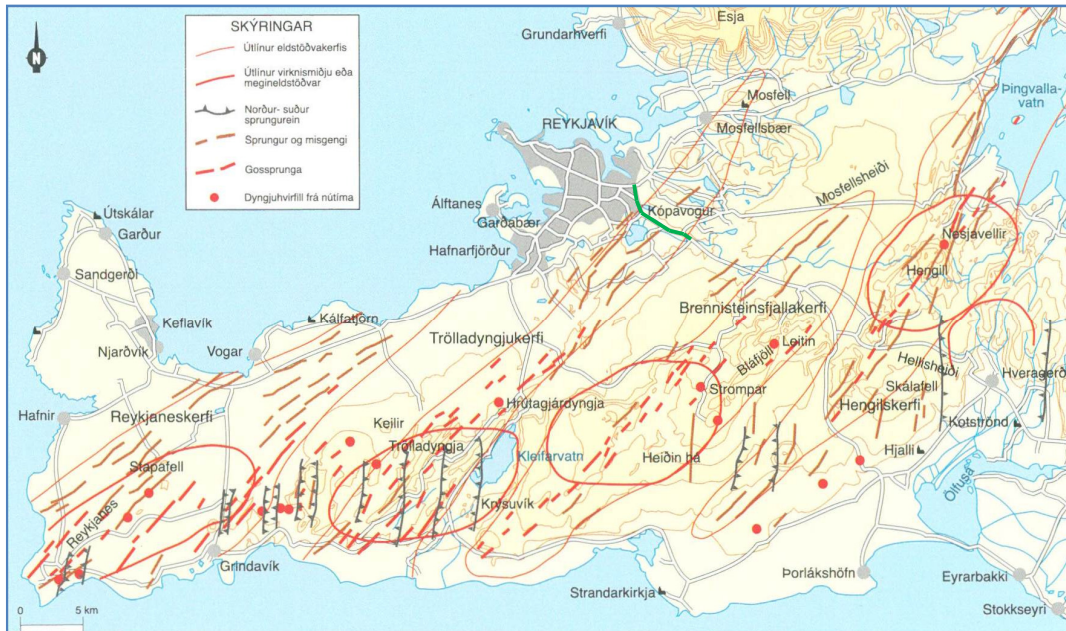 SKÝRINGAR
Útlínur eldstöðvakerfis
Útlínur virknismiðju eða
megineldstöðvar
Norður- suður
sprungurein
Sprungur og misgengi
Gossprunga
Dyngjuhvirfill frá nútíma
N
Esja
Grundarhverfi
Þingvalla-
vatn
Mosfell
REYKJAVÍK
Mosfellsbær
Mosfellsheiði
Álftanes
Kópavogur
Garðabær
Útskálar
Garður
Hafnarfjörður
Nesjavellir
Hengill
Sandgerði
Brennisteinsfjallakerfi
Keflavík
Kálfatjörn
Trölladyngjukerfi
Leitin
Njarðvík
Vogar
Bláfjöll
Hellisheiði
Hveragerði
Strompar
Skálafell
Hafnir
Reykjaneskerfi
Hrútagjárdyngja
Hengilskerfi
Keilir
Kotströnd
Trölladyngja
Kleifarvatn
Heiðin há
Hjalli
Stapafell
Ölfusá
Krýsuvík
Reykjanes
Grindavík
Þorlákshöfn
Eyrarbakki
Strandarkirkja
Stokkseyri
0
5 km